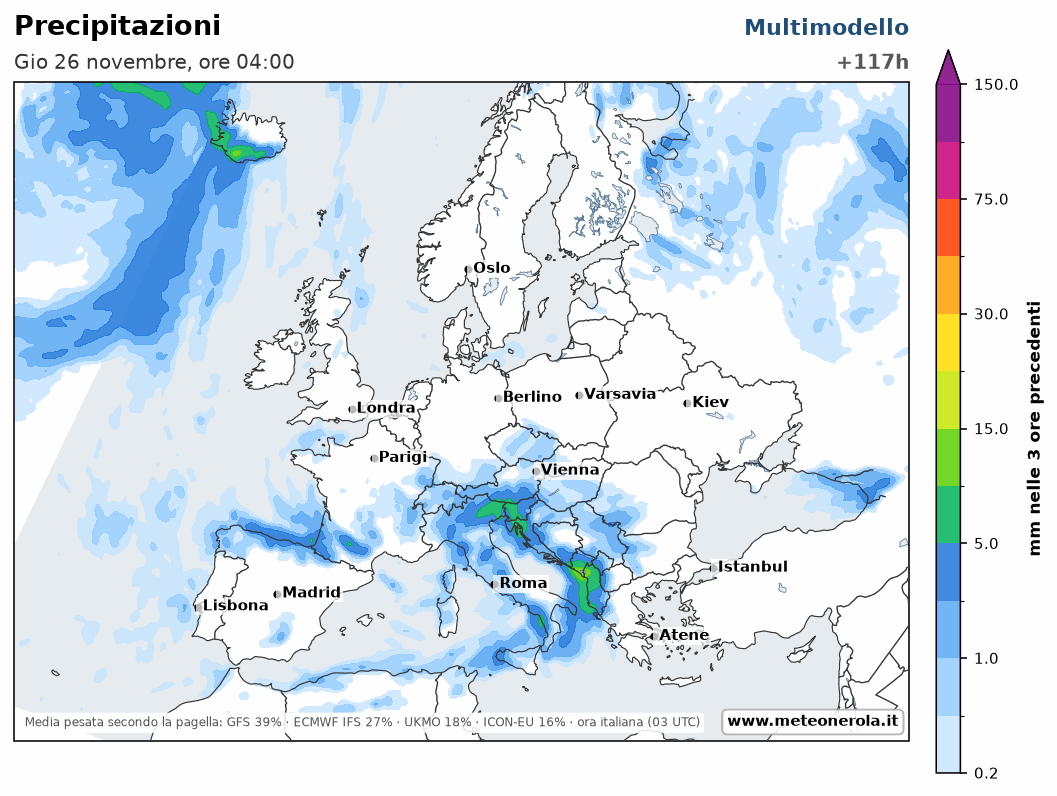 Precipitazioni
Multimodello
Gio 26 novembre, ore 04:00
+117h
150.0
75.0
30.0
15.0
5.0
1.0
0.2
mm nelle 3 ore precedenti
Oslo
Londra
Berlino
Varsavia
Kiev
Parigi
Vienna
Istanbul
Roma
Madrid
Lisbona
Atene
Media pesata secondo la pagella: GFS 39% · ECMWF IFS 27% · UKMO 18% · ICON-EU 16% · ora italiana (03 UTC)
www.meteonerola.it